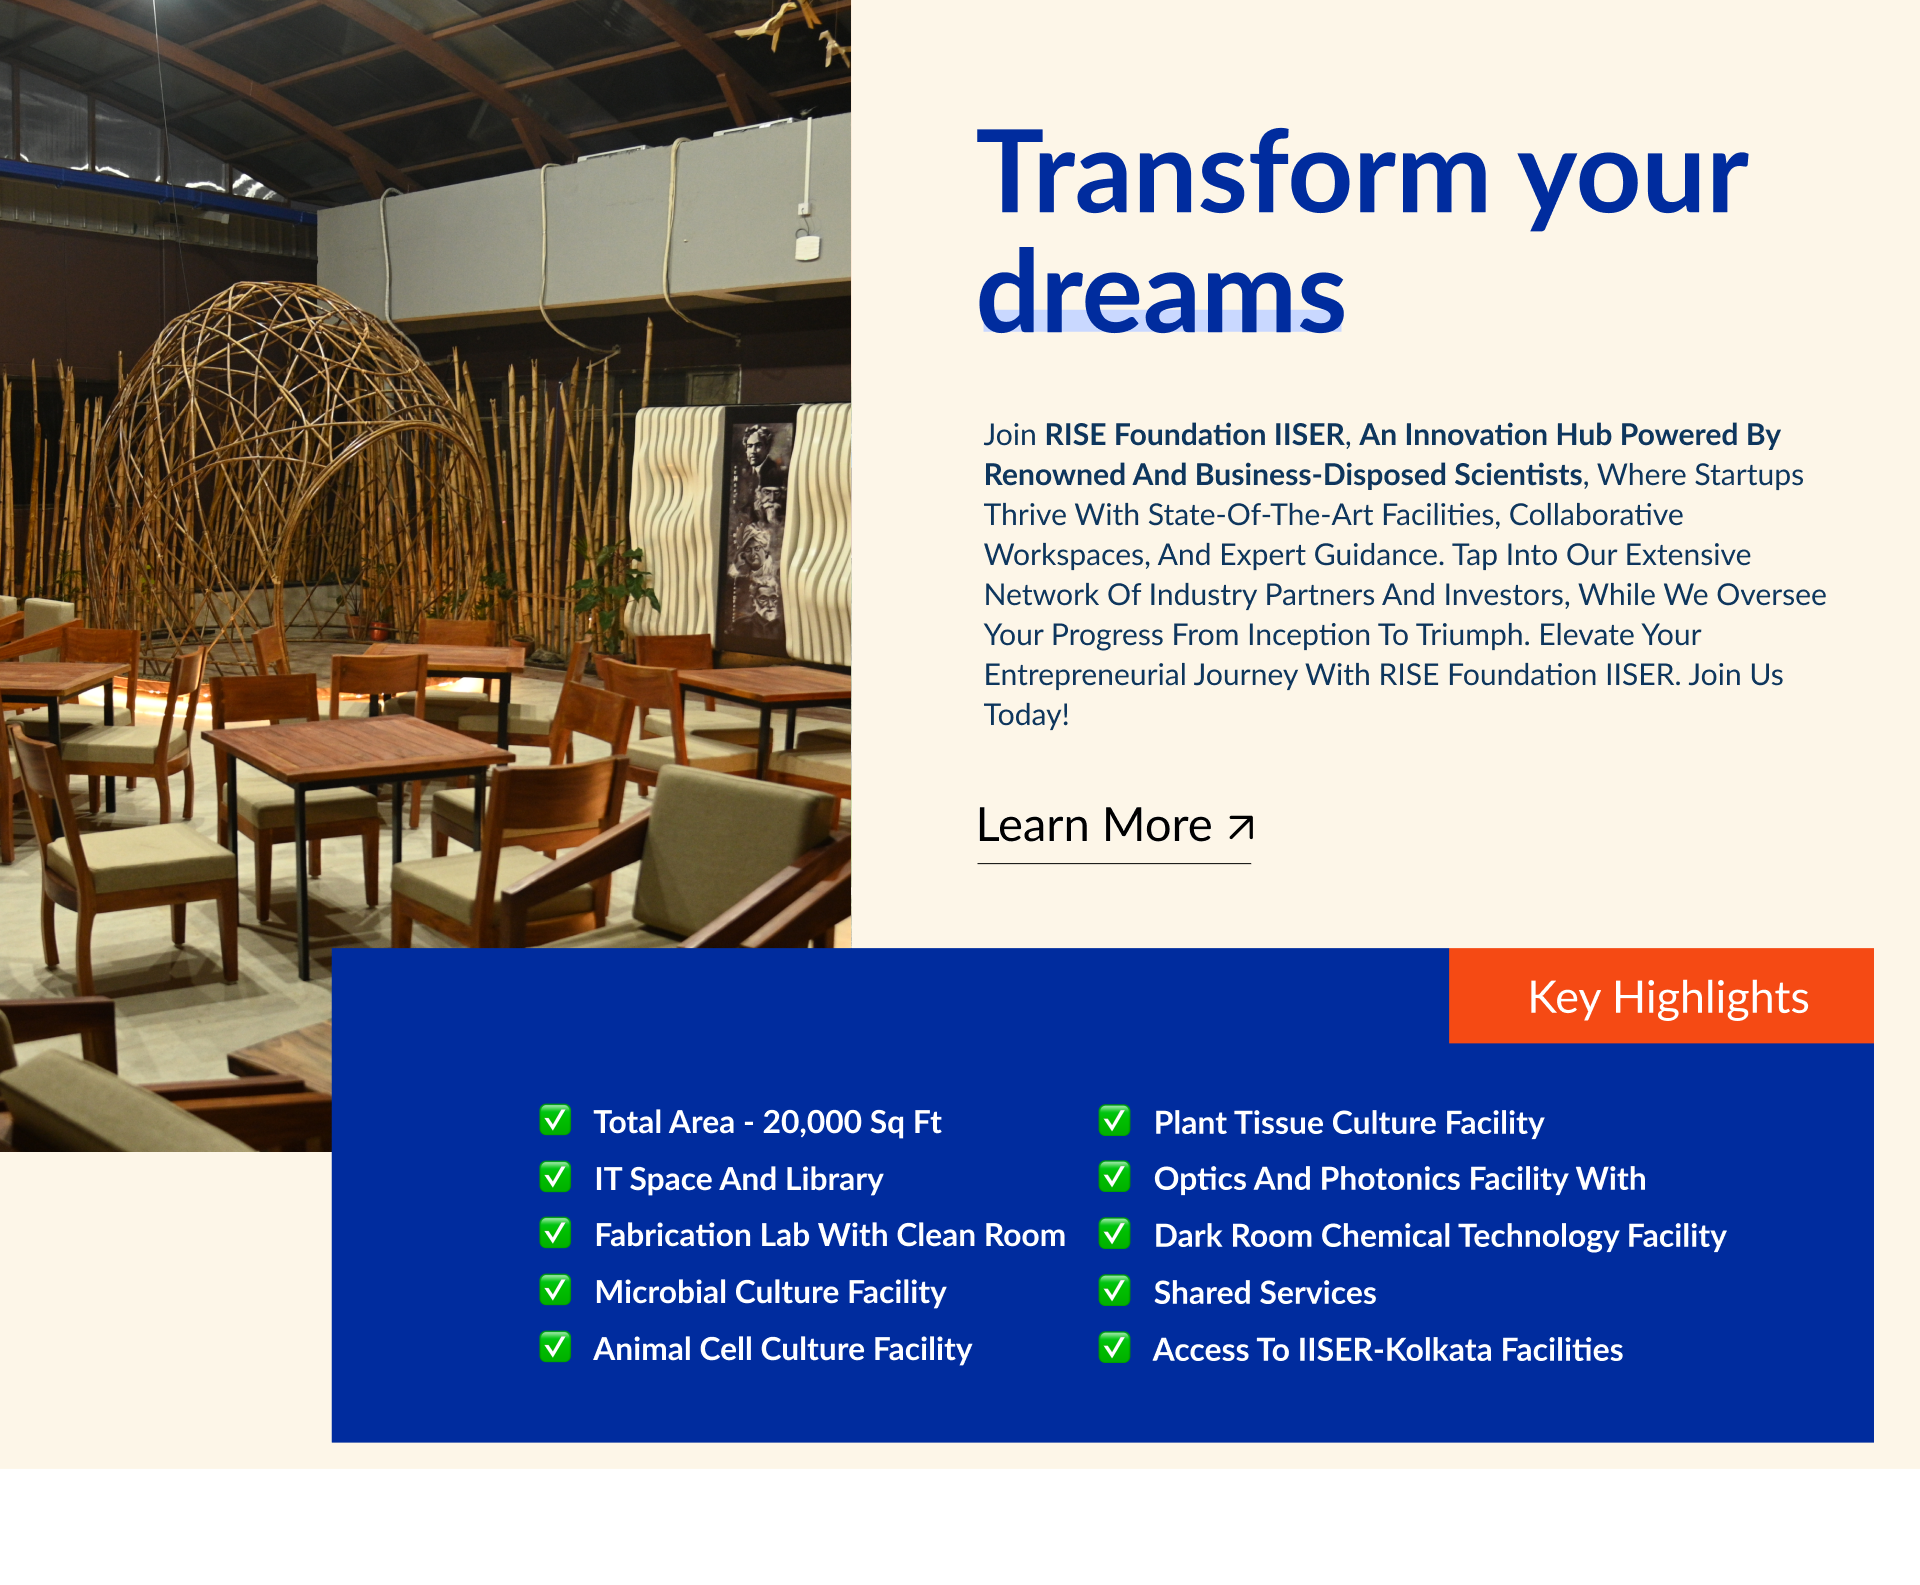 Transform your
dreams
Join RISE Foundation IISER, An Innovation Hub Powered By
Renowned And Business-Disposed Scientists, Where Startups
Thrive With State-Of-The-Art Facilities, Collaborative
Workspaces, And Expert Guidance. Tap Into Our Extensive
Network Of Industry Partners And Investors, While We Oversee
Your Progress From Inception To Triumph. Elevate Your
Entrepreneurial Journey With RISE Foundation IISER. Join Us
Today!
Learn More
Key Highlights
Total Area - 20,000 Sq Ft
IT Space And Library
Fabrication Lab With Clean Room
Microbial Culture Facility
Animal Cell Culture Facility
Plant Tissue Culture Facility
Optics And Photonics Facility With
Dark Room Chemical Technology Facility
Shared Services
Access To IISER-Kolkata Facilities